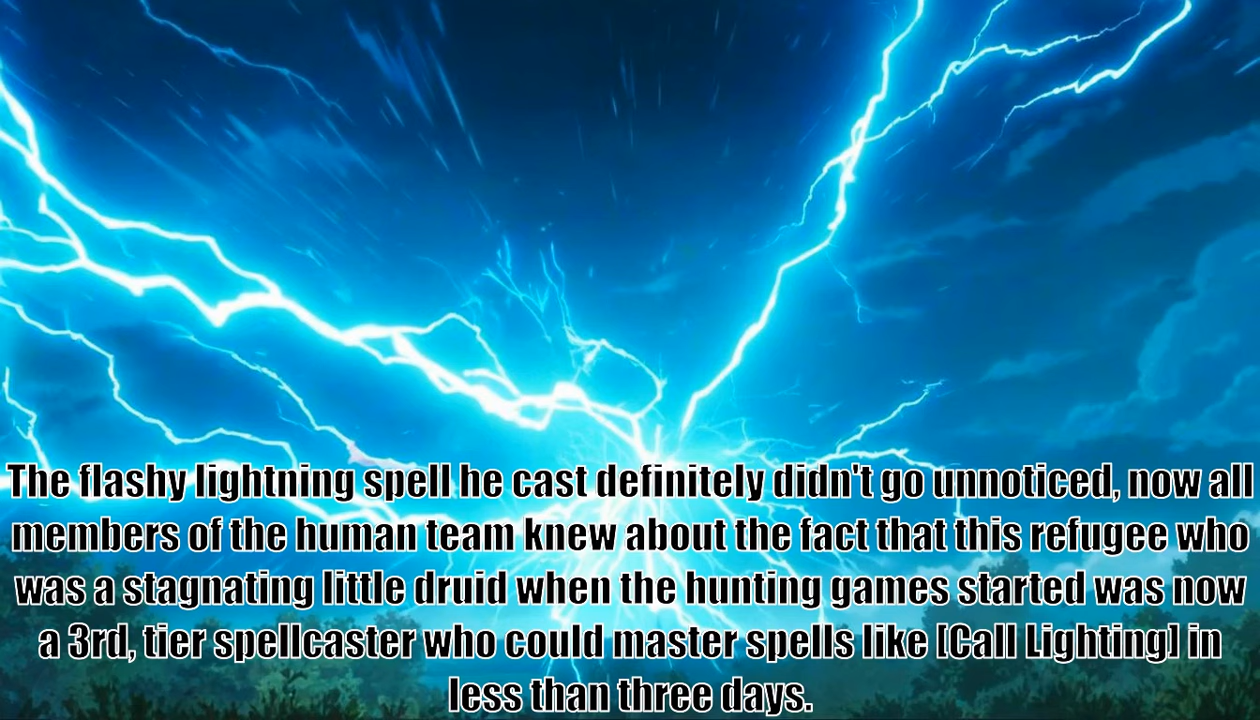 The flashy lightning spell he cast definitely didn't go unnoticed, now all
members of the human team knew about the fact that this refugee who
was a stagnating little druid when the hunting games started was now
a 3rd, tier spellcaster who could master spells like [Call Lighting] in
less than three days.